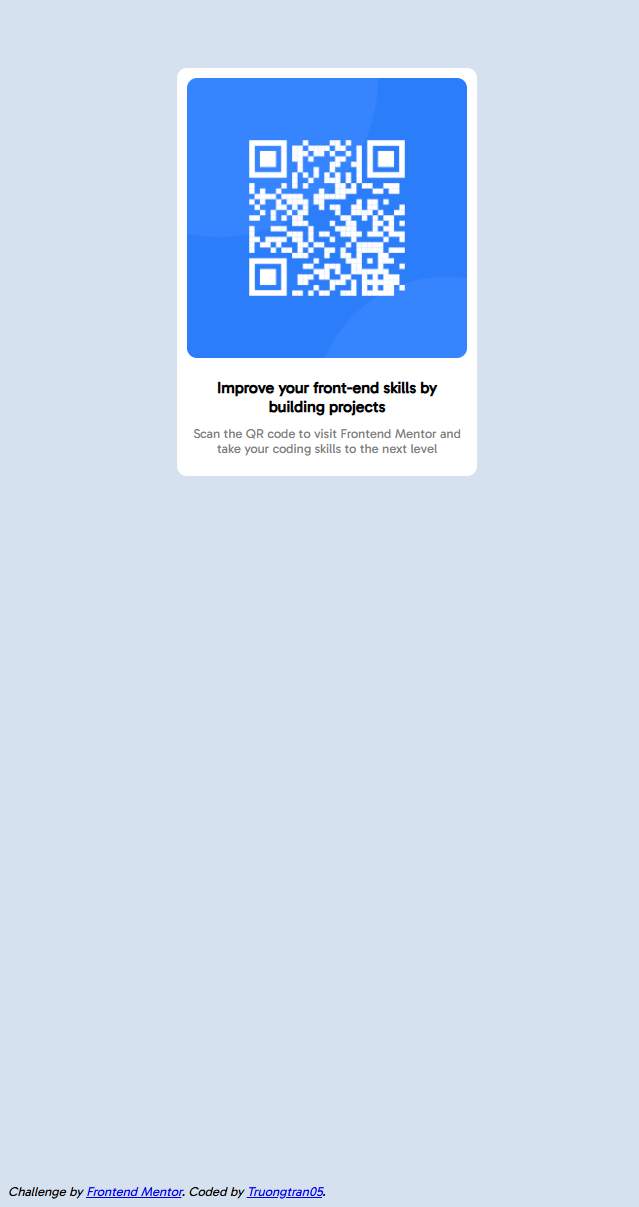 Improve your front-end skills by
building projects
Scan the QR code to visit Frontend Mentor and
take your coding skills to the next level
Challenge by Frontend Mentor. Coded by Truongtran05.